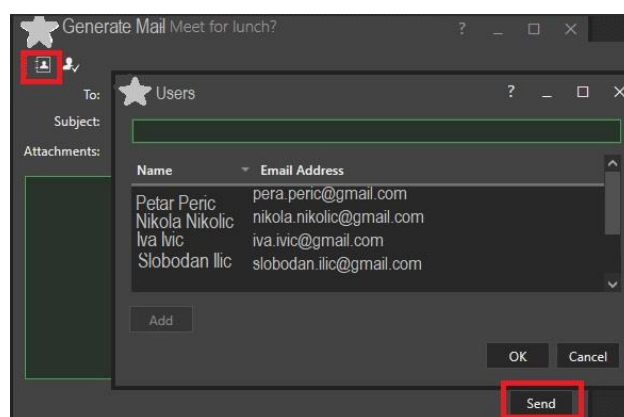 Generate Mail Meet for lunch?
To:
Users
Subject:
Attachments:
Name Email Address
Petar Peric pera.peric@gmail.com
Nikola Nikolic nikola.nikolic@gmail.com
Iva Ivic iva.ivic@gmail.com
Slobodan Ilic slobodan.ilic@gmail.com
Add
OK Cancel
Send